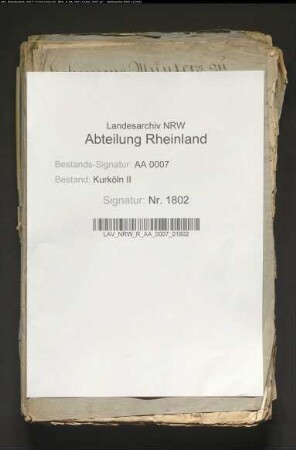 Landesarchiv NRW
Abteilung Rheinland
Bestands-Signatur: AA 0007
Bestand: Kurköln II
Signatur: Nr. 1802
LAV_NRW_R_AA_0007_01802